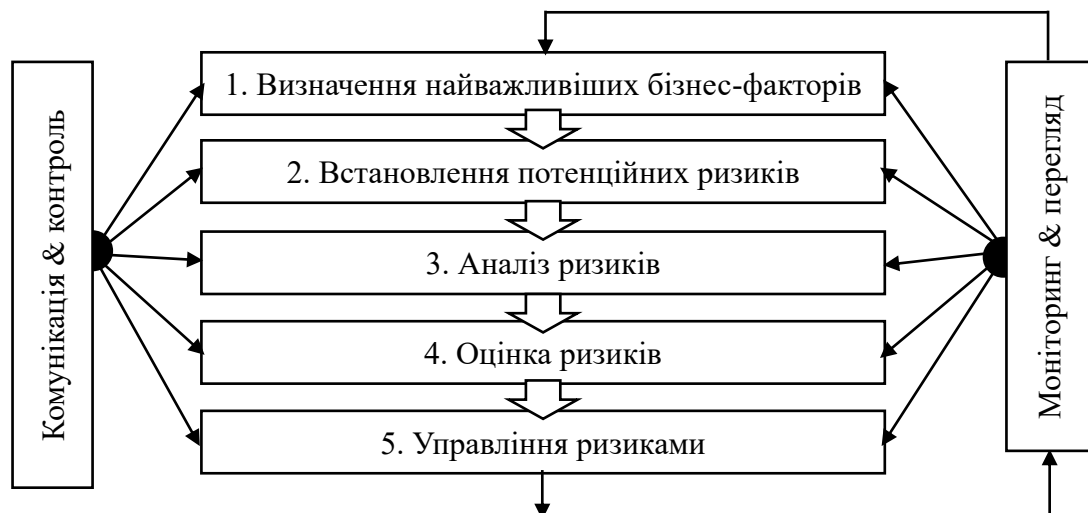 Комунікація & контроль
1. Визначення найважливіших бізнес-факторів
2. Встановлення потенційних ризиків
3. Аналіз ризиків
4. Оцінка ризиків
5. Управління ризиками
Моніторинг & перегляд